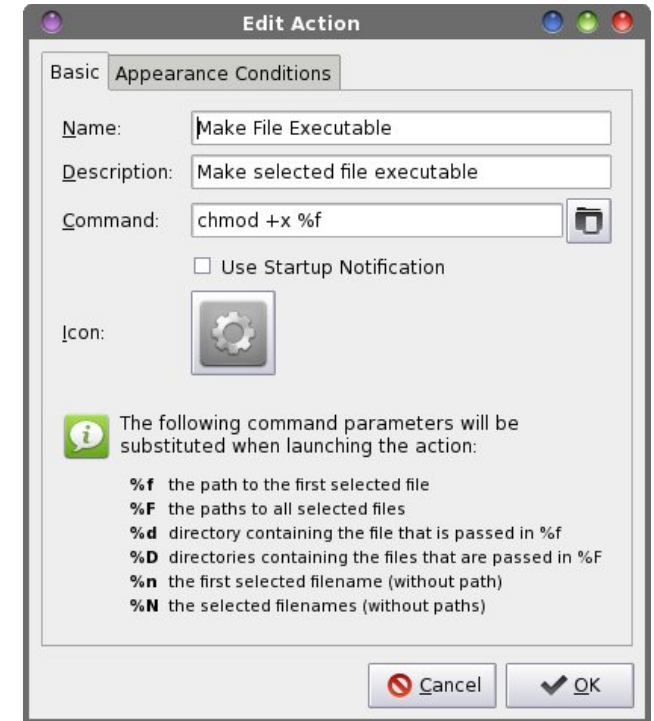 Edit Action
Basic
Appearance Conditions
Name:
Make File Executable
Description:
Make selected file executable
Command:
chmod +x %f
Use Startup Notification
Icon:
The following command parameters will be
substituted when launching the action:
%f the path to the first selected file
%F the paths to all selected files
%d directory containing the file that is passed in %f
%D directories containing the files that are passed in %F
%n the first selected filename (without path)
%N the selected filenames (without paths)
Cancel
OK